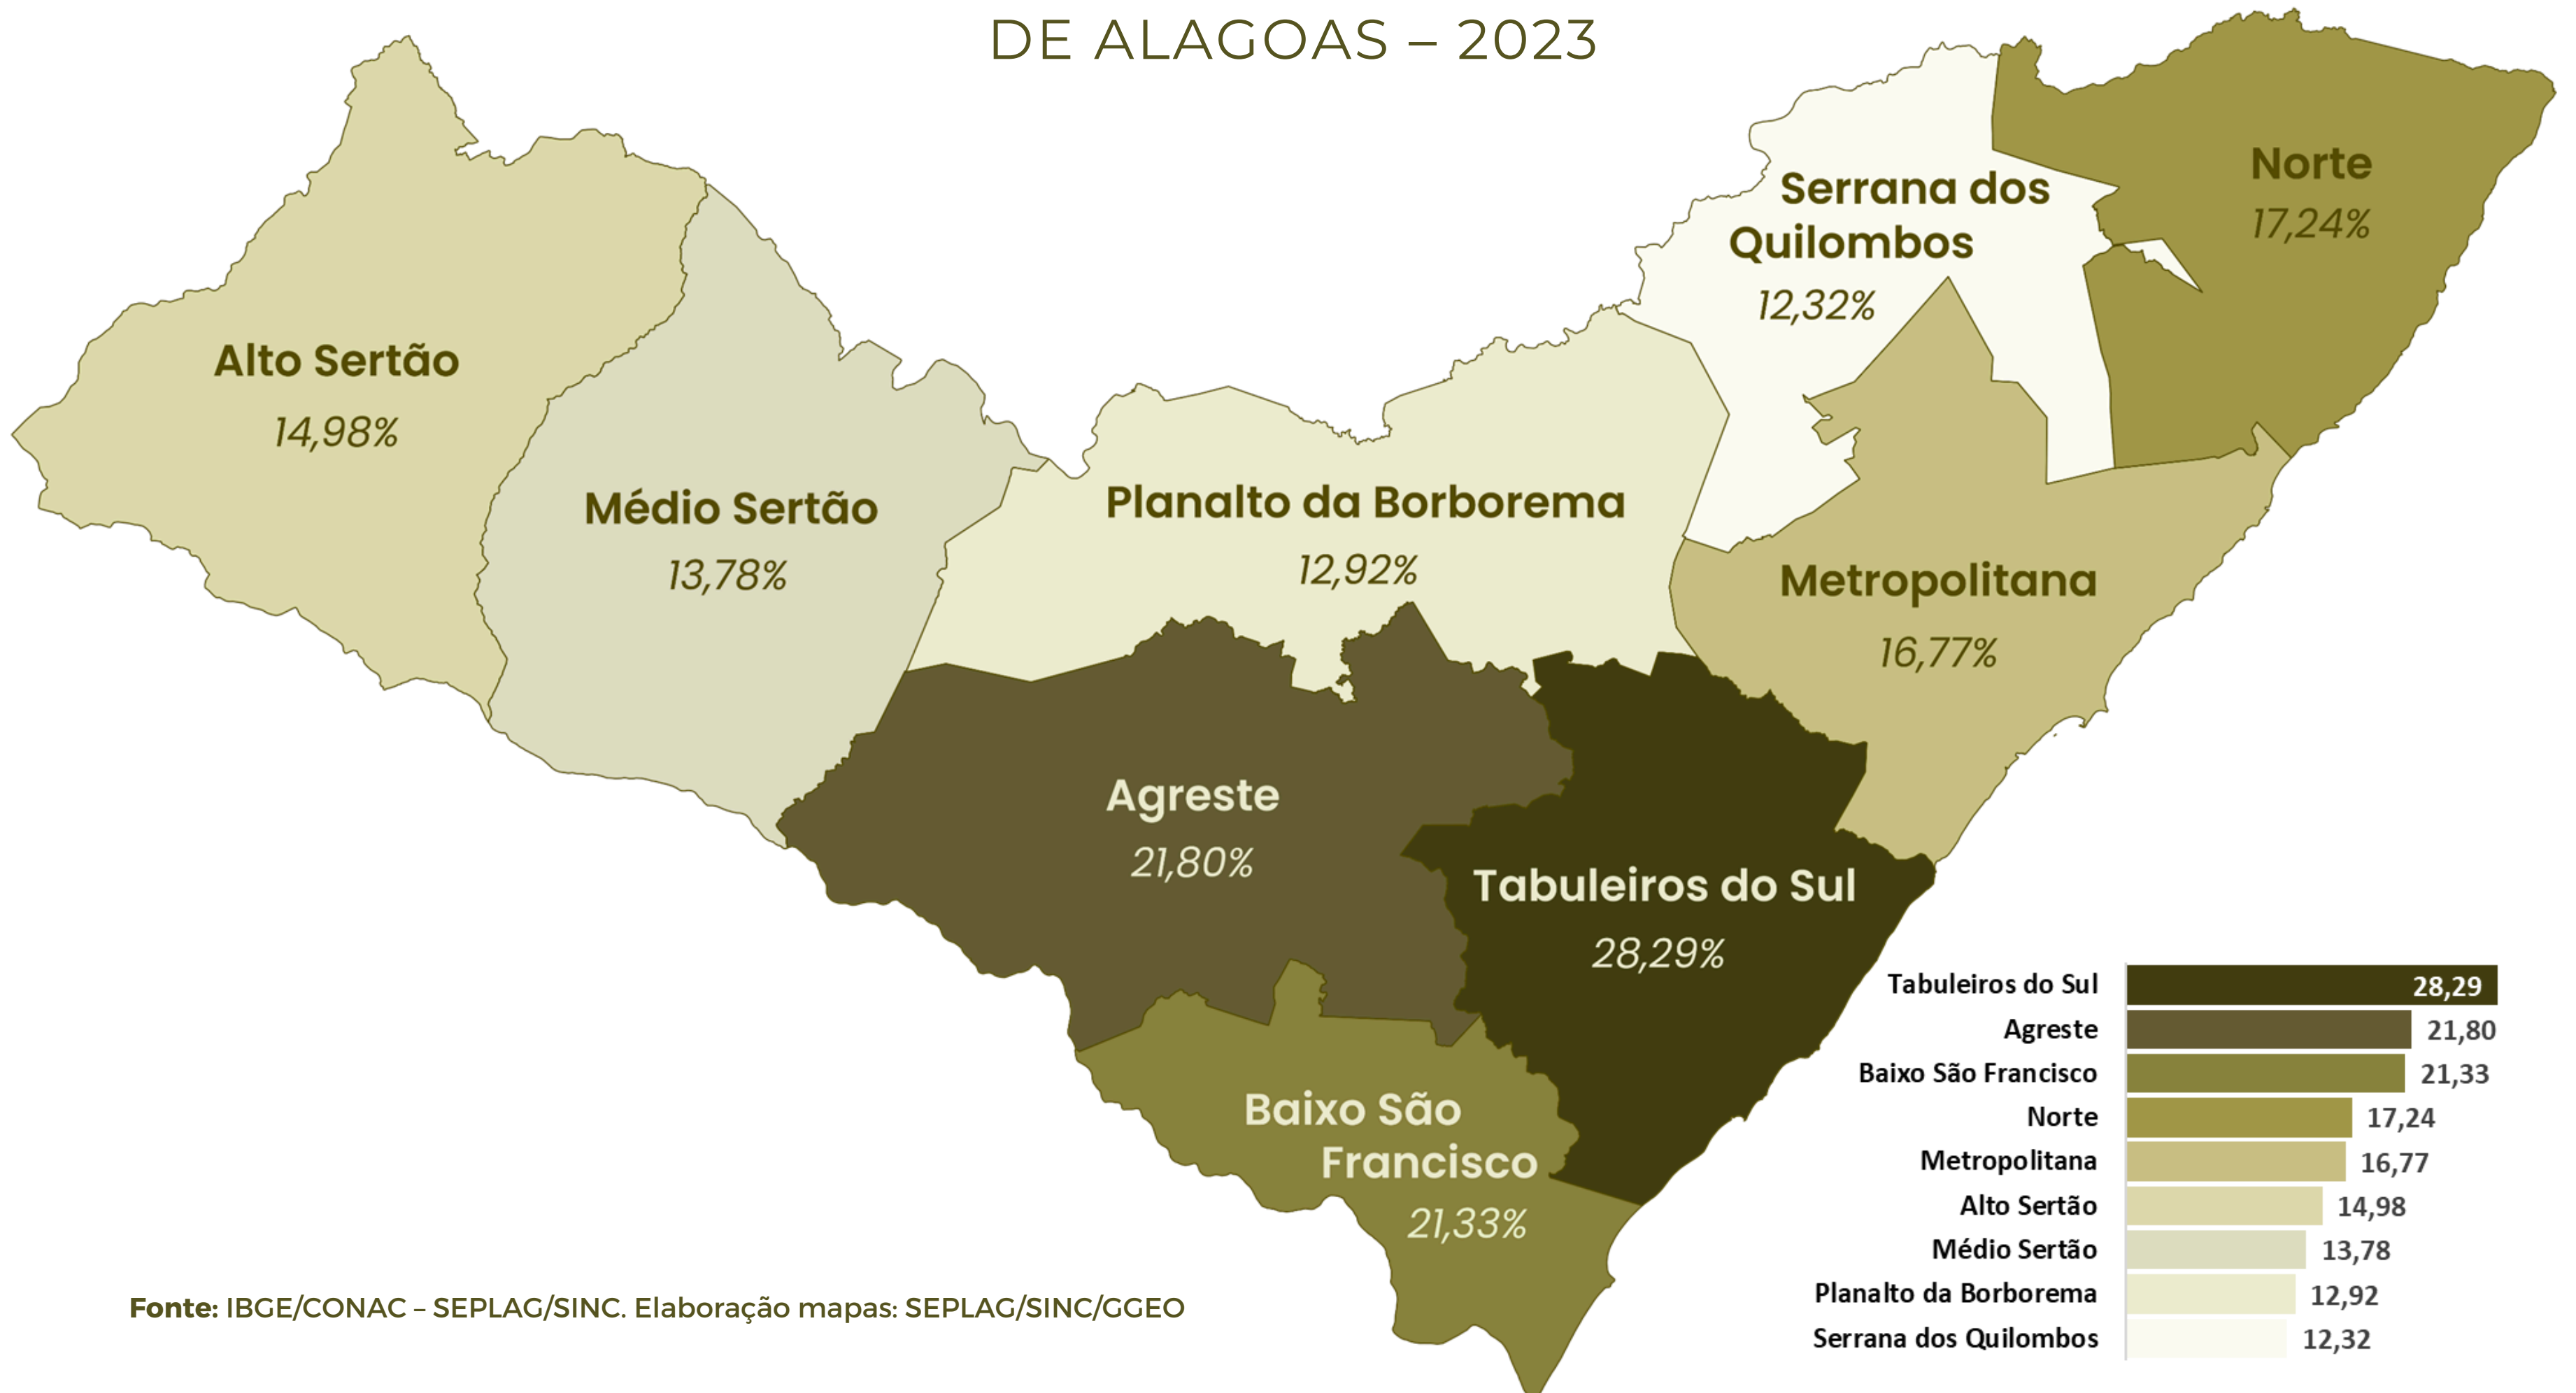 DE ALAGOAS – 2023
Norte
17,24%
Serrana dos
Quilombos
12,32%
Alto Sertão
14,98%
Médio Sertão
13,78%
Planalto da Borborema
12,92%
Metropolitana
16,77%
Agreste
21,80%
Tabuleiros do Sul
28,29%
Baixo São
Francisco
21,33%
Tabuleiros do Sul 28,29
Agreste 21,80
Baixo São Francisco 21,33
Norte 17,24
Metropolitana 16,77
Alto Sertão 14,98
Médio Sertão 13,78
Planalto da Borborema 12,92
Serrana dos Quilombos 12,32
Fonte: IBGE/CONAC – SEPLAG/SINC. Elaboração mapas: SEPLAG/SINC/GGEO